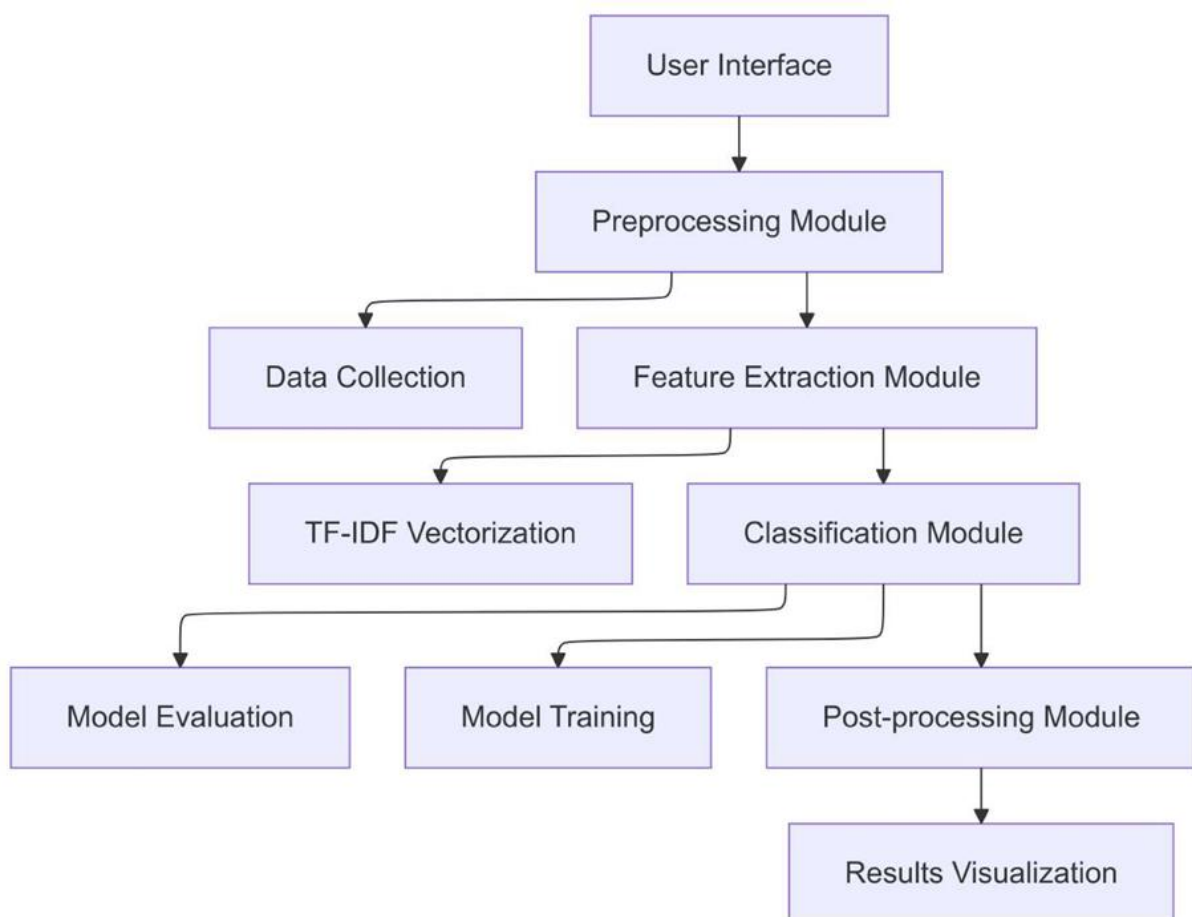 User Interface
Preprocessing Module
Data Collection
Feature Extraction Module
TF-IDF Vectorization
Classification Module
Model Evaluation
Model Training
Post-processing Module
Results Visualization